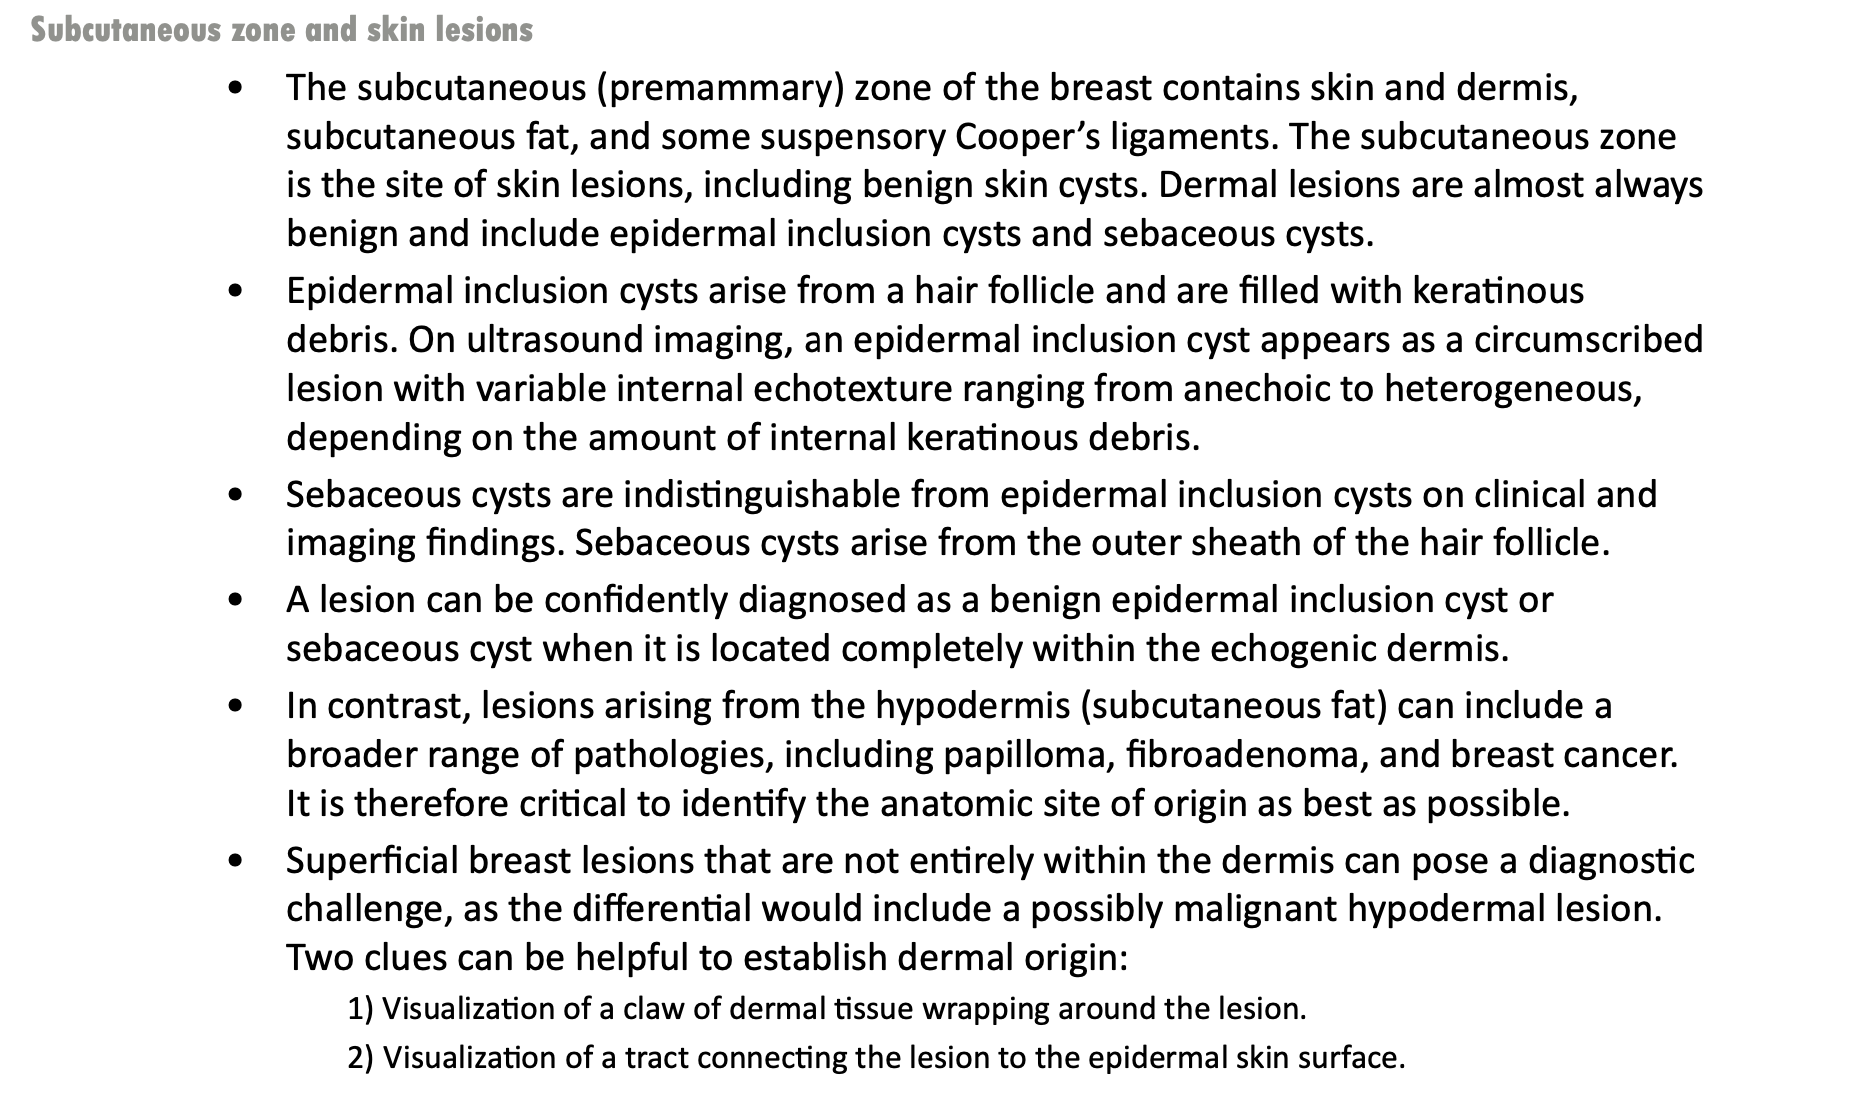 Subcutaneous zone and skin lesions
• The subcutaneous (premammary) zone of the breast contains skin and dermis,
subcutaneous fat, and some suspensory Cooper’s ligaments. The subcutaneous zone
is the site of skin lesions, including benign skin cysts. Dermal lesions are almost always
benign and include epidermal inclusion cysts and sebaceous cysts.
• Epidermal inclusion cysts arise from a hair follicle and are filled with keratinous
debris. On ultrasound imaging, an epidermal inclusion cyst appears as a circumscribed
lesion with variable internal echotexture ranging from anechoic to heterogeneous,
depending on the amount of internal keratinous debris.
• Sebaceous cysts are indistinguishable from epidermal inclusion cysts on clinical and
imaging findings. Sebaceous cysts arise from the outer sheath of the hair follicle.
• A lesion can be confidently diagnosed as a benign epidermal inclusion cyst or
sebaceous cyst when it is located completely within the echogenic dermis.
• In contrast, lesions arising from the hypodermis (subcutaneous fat) can include a
broader range of pathologies, including papilloma, fibroadenoma, and breast cancer.
It is therefore critical to identify the anatomic site of origin as best as possible.
• Superficial breast lesions that are not entirely within the dermis can pose a diagnostic
challenge, as the differential would include a possibly malignant hypodermal lesion.
Two clues can be helpful to establish dermal origin:
1) Visualization of a claw of dermal tissue wrapping around the lesion.
2) Visualization of a tract connecting the lesion to the epidermal skin surface.